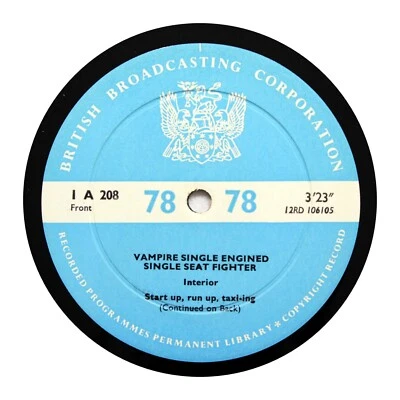 BRITISH BROADCASTING CORPORATION
1 A 208
Front
78 78
3'23"
12RD 106105
VAMPIRE SINGLE ENGINED
SINGLE SEAT FIGHTER
Interior
Start up, run up, taxi-ing
(Continued on Back)
RECORDED PROGRAMMES PERMANENT LIBRARY * COPYRIGHT RECORD